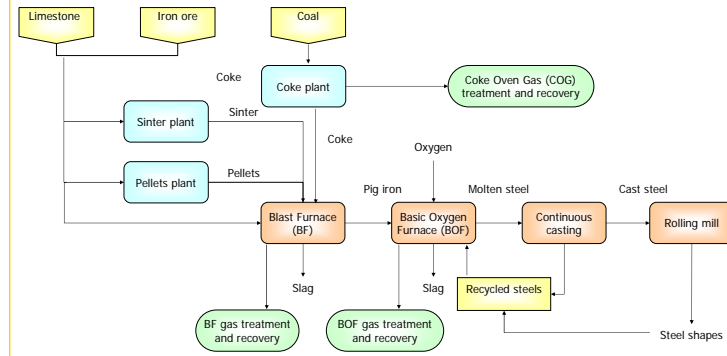 Limestone
Iron ore
Coal
Coke
Coke plant
Coke Oven Gas (COG)
treatment and recovery
Sinter plant
Sinter
Coke
Oxygen
Pellets plant
Pellets
Pig iron
Molten steel
Cast steel
Blast Furnace
(BF)
Basic Oxygen
Furnace (BOF)
Continuous
casting
Rolling mill
Slag
Slag
Recycled steels
BF gas treatment
and recovery
BOF gas treatment
and recovery
Steel shapes